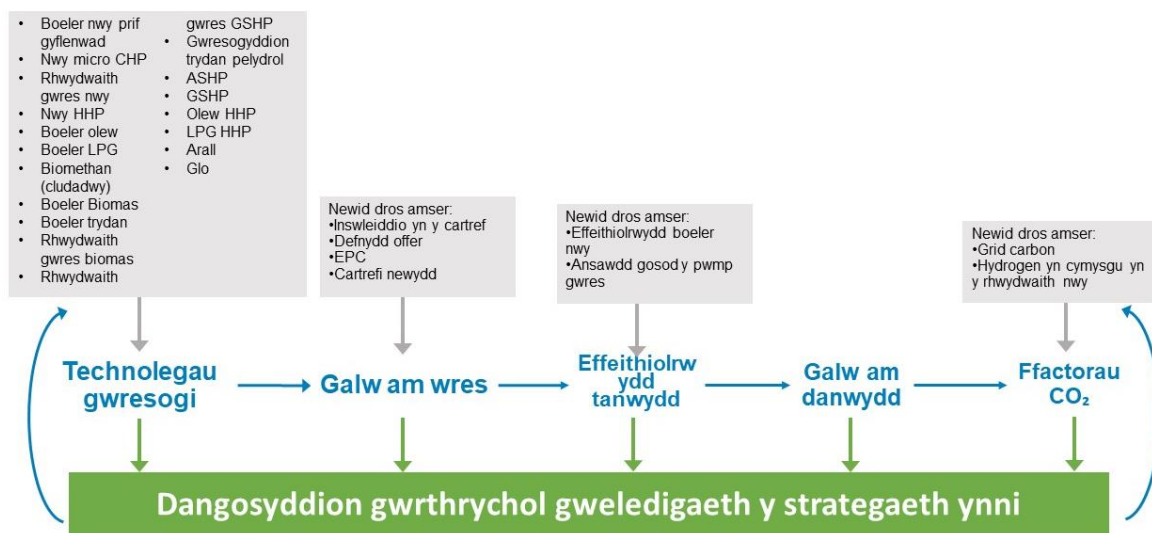 • Boeler nwy prif
gyflenwad
• Nwy micro CHP
• Rhwydwaith
gwres nwy
• Nwy HHP
• Boeler olew
• Boeler LPG
• Biomethan
(cludadwy)
• Boeler Biomas
• Boeler trydan
• Rhwydwaith
gwres biomas
• Rhwydwaith
gwres GSHP
• Gwresogyddion
trydan pelydrol
• ASHP
• GSHP
• Olew HHP
• LPG HHP
• Arall
• Glo
Newid dros amser:
•Inswleiddio yn y cartref
•Defnydd offer
•EPC
•Cartrefi newydd
Newid dros amser:
•Effeithiolrwydd boeler
nwy
•Ansawdd gosod y pwmp
gwres
Newid dros amser:
•Grid carbon
•Hydrogen yn cymysgu yn
y rhwydwaith nwy
Technolegau
gwresogi
Galw am wres
Effeithiolrw
ydd
tanwydd
Galw am
danwydd
Ffactorau
CO₂
Dangosyddion gwrthrychol gweledigaeth y strategaeth ynni